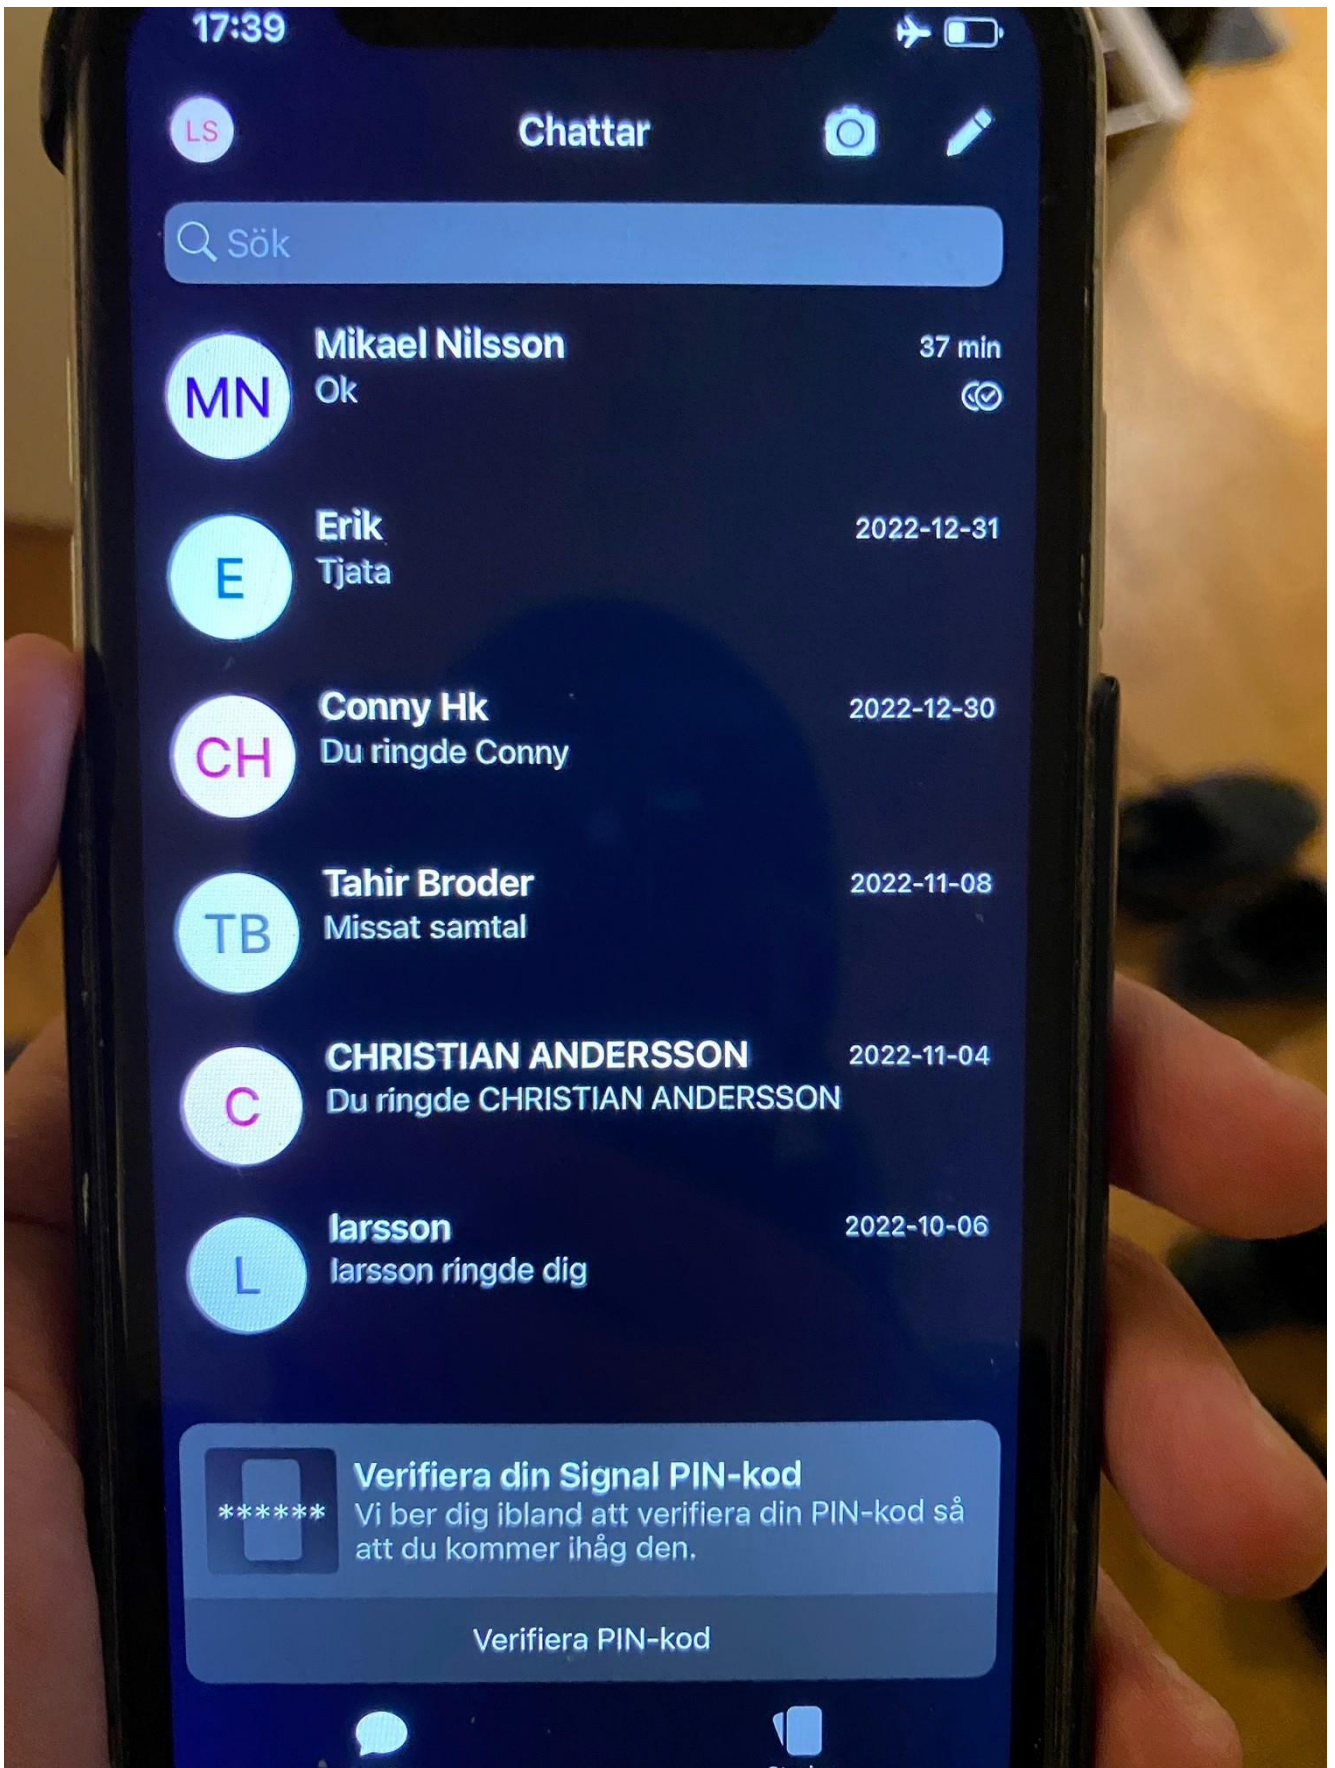 17:39
LS
Chattar
Sök
Mikael Nilsson
37 min
MN
Ok
Erik
2022-12-31
E
Tjata
Conny Hk
2022-12-30
CH
Du ringde Conny
Tahir Broder
2022-11-08
TB
Missat samtal
CHRISTIAN ANDERSSON
2022-11-04
C
Du ringde CHRISTIAN ANDERSSON
larsson
2022-10-06
L
larsson ringde dig
Verifiera din Signal PIN-kod
****** Vi ber dig ibland att verifiera din PIN-kod så
att du kommer ihåg den.
Verifiera PIN-kod